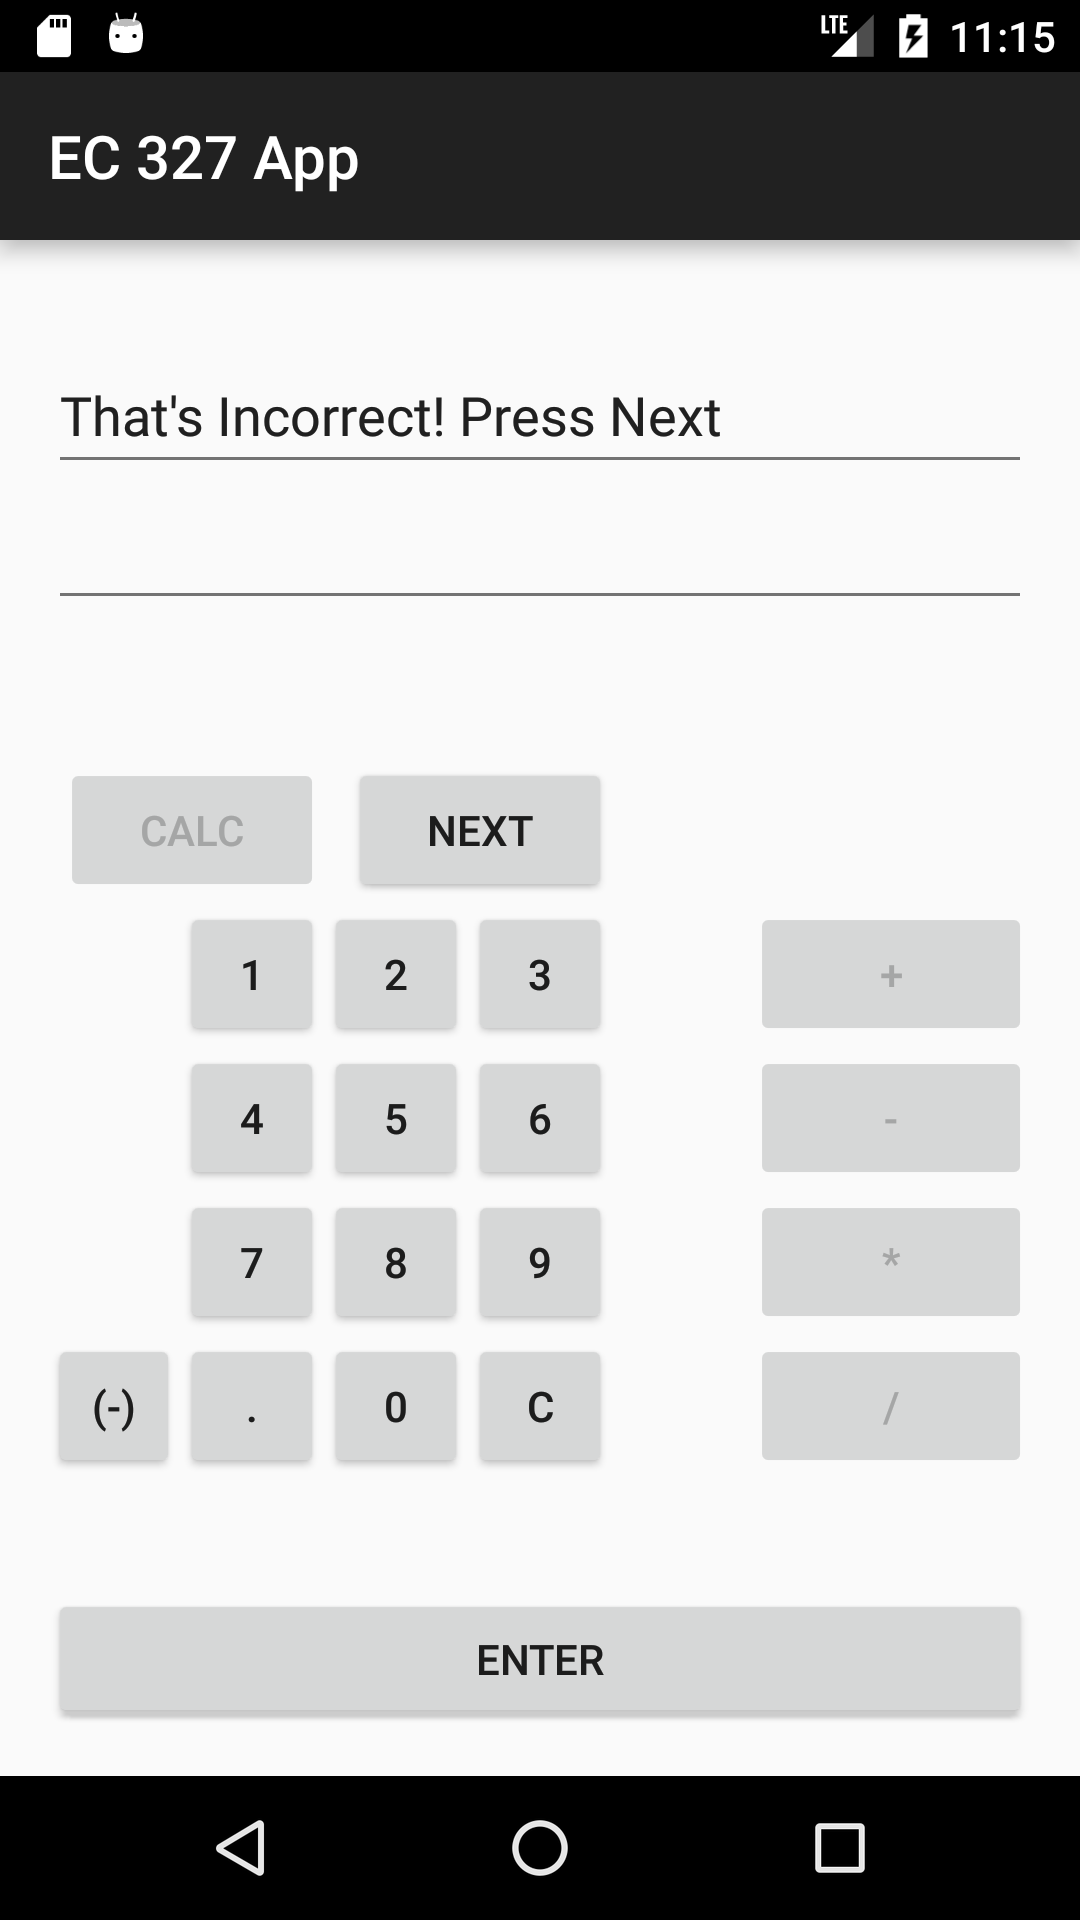 LTE 11:15
EC 327 App
That's Incorrect! Press Next
CALC NEXT
1 2 3 +
4 5 6 -
7 8 9 *
(-) . 0 C /
ENTER